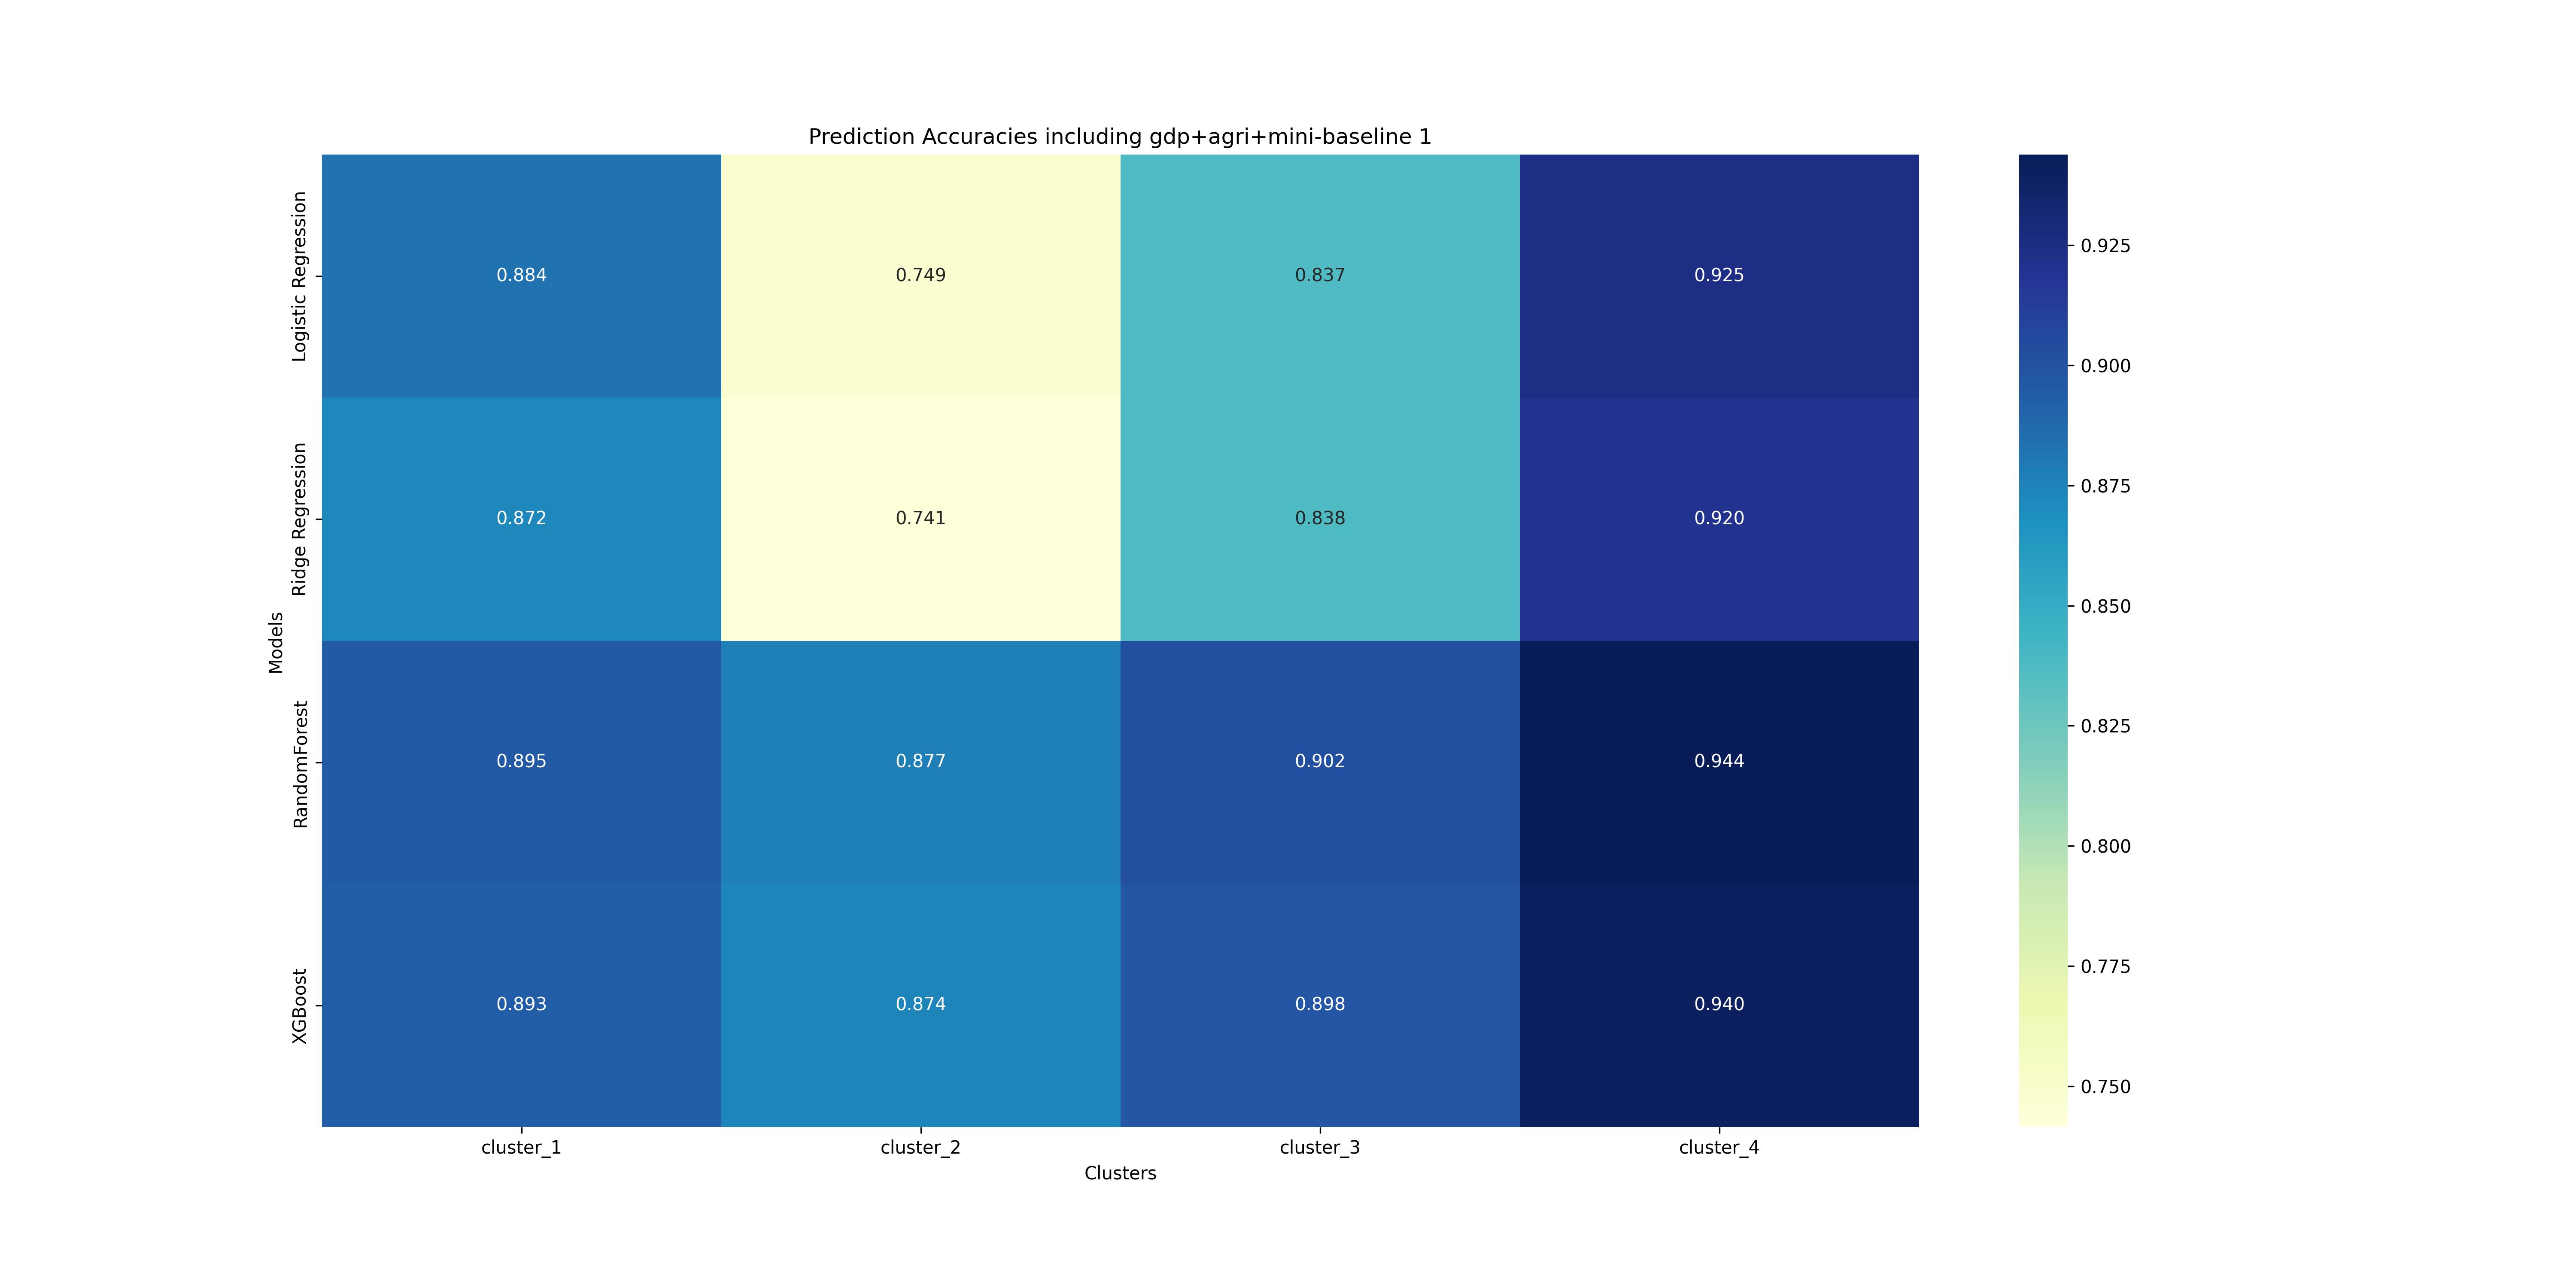 Prediction Accuracies including gdp+agri+mini-baseline 1
Models
Logistic Regression
0.884 0.749 0.837 0.925
Ridge Regression
0.872 0.741 0.838 0.920
RandomForest
0.895 0.877 0.902 0.944
XGBoost
0.893 0.874 0.898 0.940
cluster_1 cluster_2 cluster_3 cluster_4
Clusters
0.925
0.900
0.875
0.850
0.825
0.800
0.775
0.750